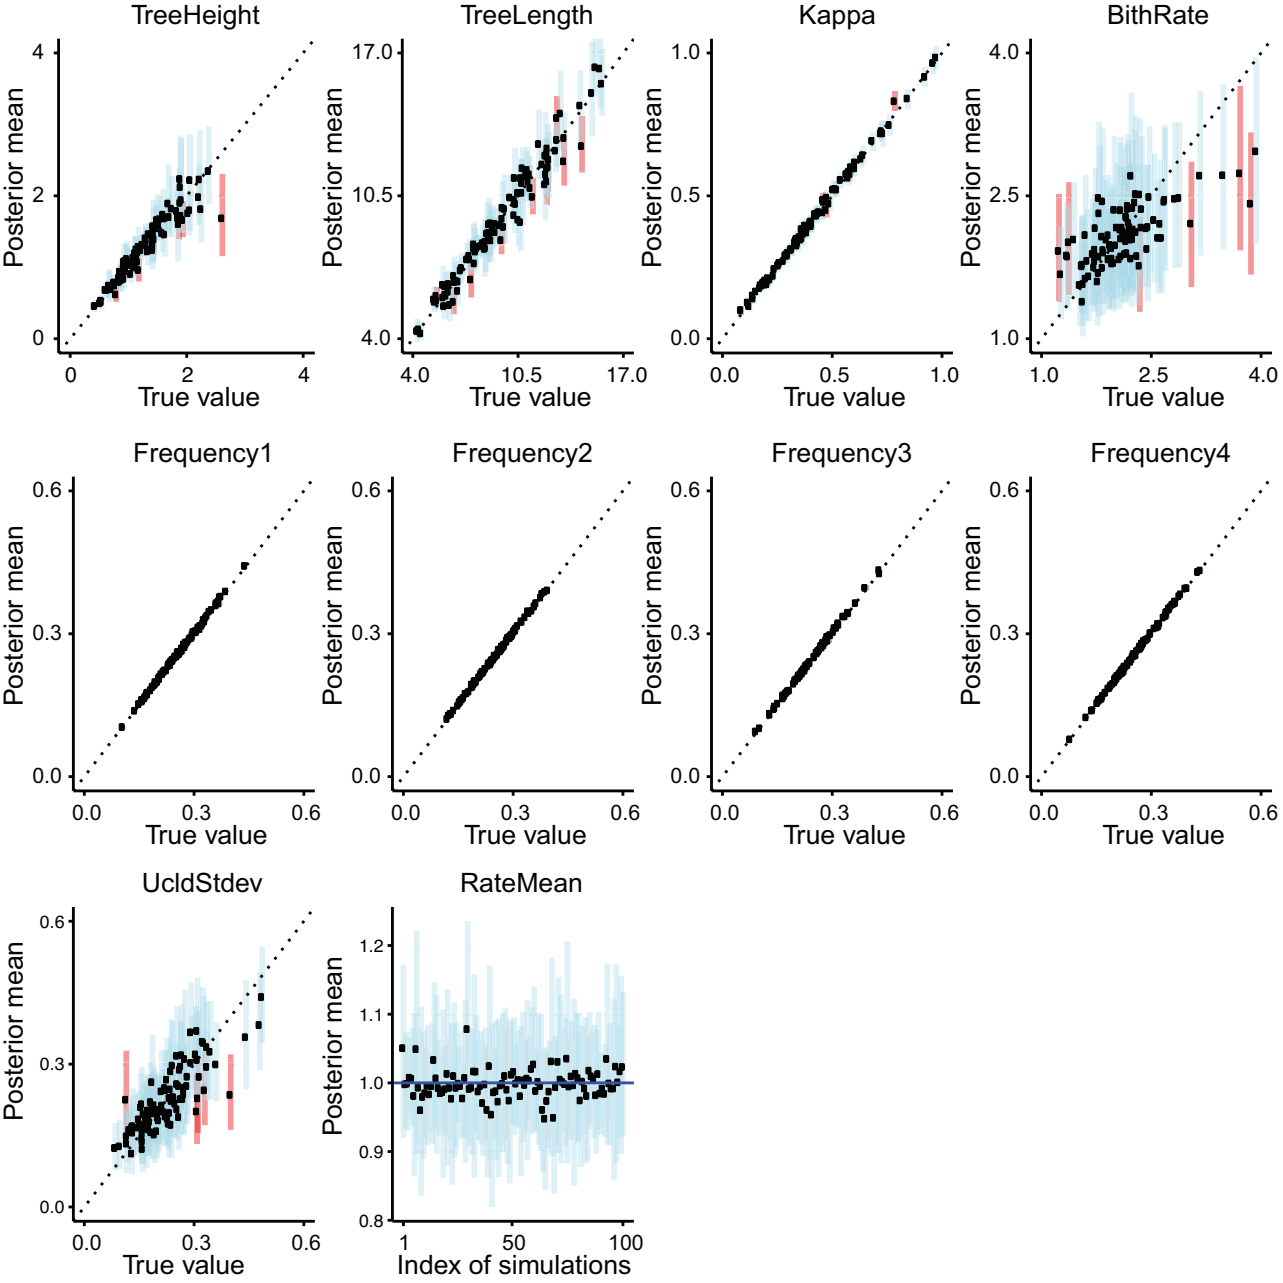 TreeHeight TreeLength Kappa BithRate
Posterior mean Posterior mean Posterior mean Posterior mean
4 17.0 1.0 4.0
2 10.5 0.5 2.5
0 4.0 0.0 1.0
0 2 4 4.0 10.5 17.0 0.0 0.5 1.0 1.0 2.5 4.0
True value True value True value True value
Frequency1 Frequency2 Frequency3 Frequency4
Posterior mean Posterior mean Posterior mean Posterior mean
0.6 0.6 0.6 0.6
0.3 0.3 0.3 0.3
0.0 0.0 0.0 0.0
0.0 0.3 0.6 0.0 0.3 0.6 0.0 0.3 0.6 0.0 0.3 0.6
True value True value True value True value
UcldStdev RateMean
Posterior mean Posterior mean
0.6 1.2
1.1
0.3 1.0
0.9
0.0 0.8
0.0 0.3 0.6 1 50 100
True value Index of simulations